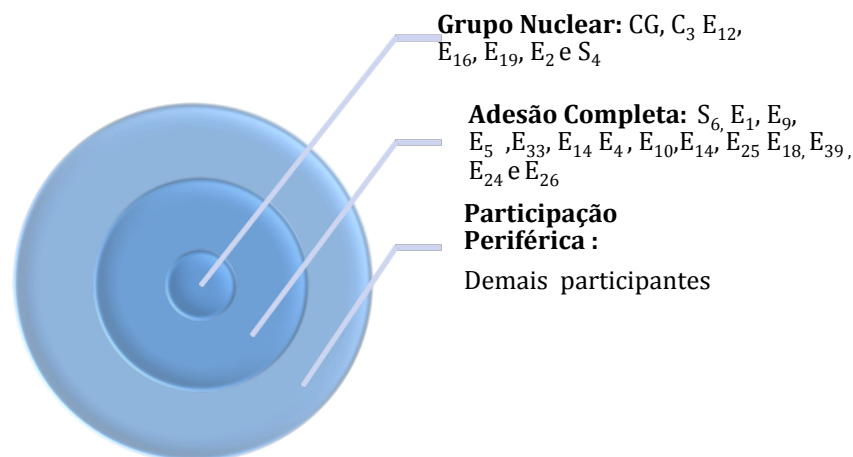 Grupo Nuclear: CG, C₃ E₁₂,
E₁₆, E₁₉, E₂ e S₄
Adesão Completa: S₆, E₁, E₉,
E₅ ,E₃₃, E₁₄ E₄ , E₁₀,E₁₄, E₂₅ E₁₈, E₃₉ ,
E₂₄ e E₂₆
Participação
Periférica :
Demais participantes